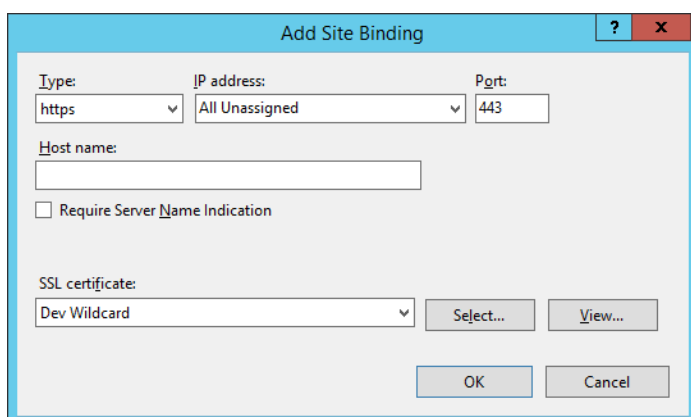 Add Site Binding
? x
Type: IP address: Port:
https All Unassigned 443
Host name:
Require Server Name Indication
SSL certificate:
Dev Wildcard Select... View...
OK Cancel